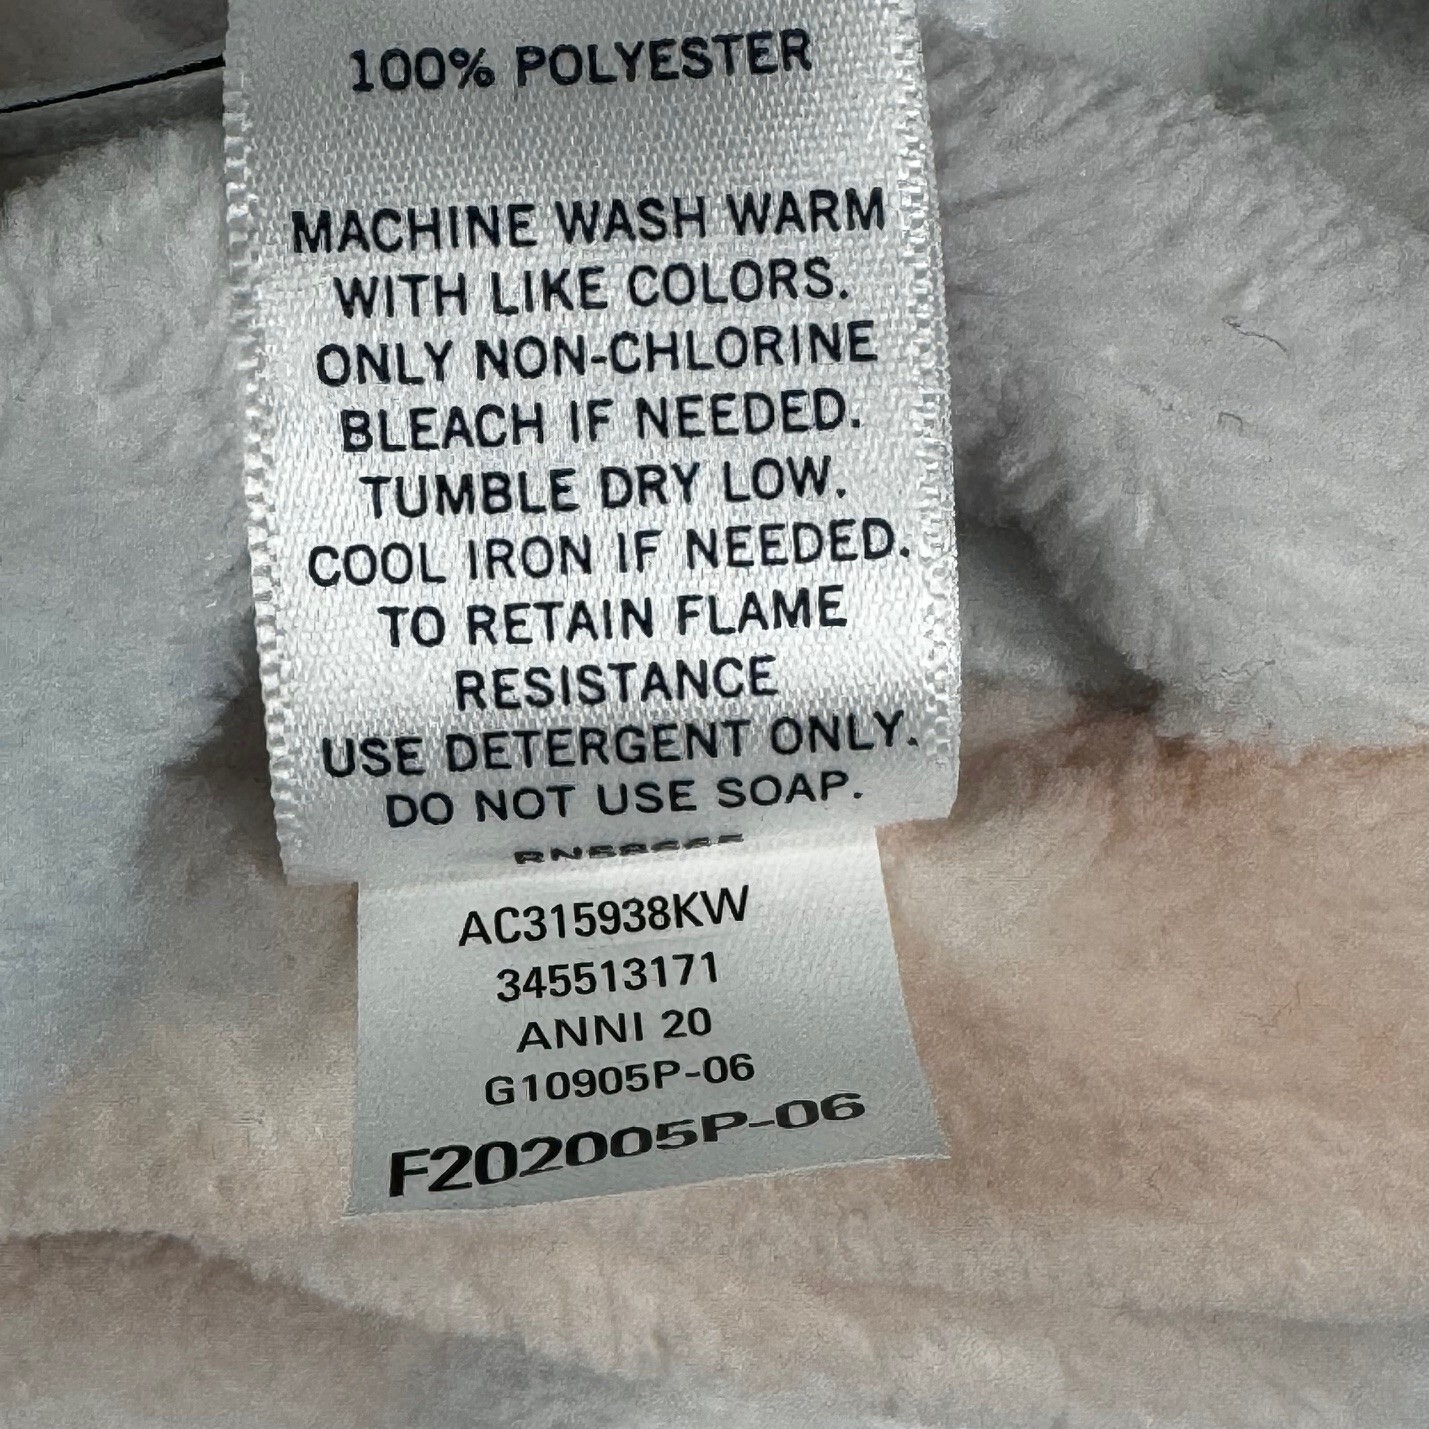 100% POLYESTER
MACHINE WASH WARM
WITH LIKE COLORS.
ONLY NON-CHLORINE
BLEACH IF NEEDED.
TUMBLE DRY LOW.
COOL IRON IF NEEDED.
TO RETAIN FLAME
RESISTANCE
USE DETERGENT ONLY.
DO NOT USE SOAP.
AC315938KW
345513171
ANNI 20
G10905P-06
F202005P-06